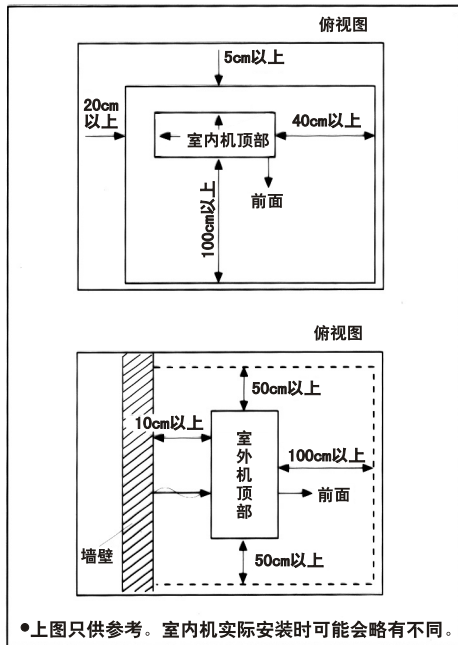 俯视图
5cm以上
20cm
以上
40cm以上
室内机顶部
100cm以上
前面
俯视图
50cm以上
10cm以上
室外机顶部
100cm以上
前面
墙壁
50cm以上
●上图只供参考。室内机实际安装时可能会略有不同。